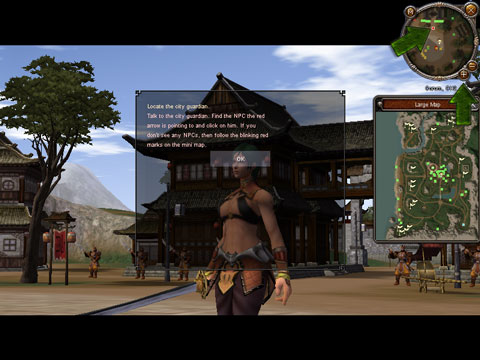 Locate the city guardian.
Talk to the city guardian. Find the NPC the red
arrow is pointing to and click on him. If you
don't see any NPCs, then follow the blinking red
marks on the mini map.
OK
Large Map